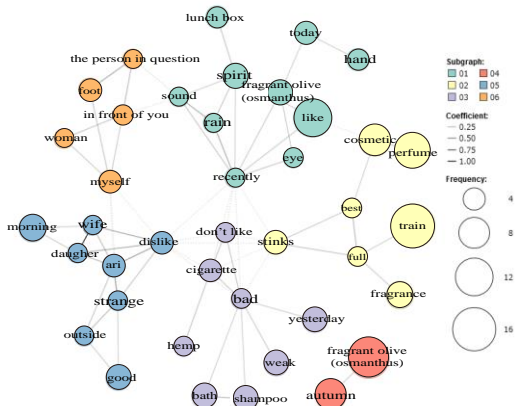 lunch box
today
hand
the person in question
spirit
foot
sound
fragrant olive
(osmanthus)
in front of you
rain
like
woman
cosmetic
perfume
eye
myself
recently
best
morning
wife
don't like
train
dislike
stinks
daugher
ari
full
cigarette
strange
bad
fragrance
yesterday
outside
hemp
fragrant olive
(osmanthus)
weak
good
bath
shampoo
autumn
Subgraph:
01 04
02 05
03 06
Coefficient:
0.25
0.50
0.75
1.00
Frequency:
4
8
12
16